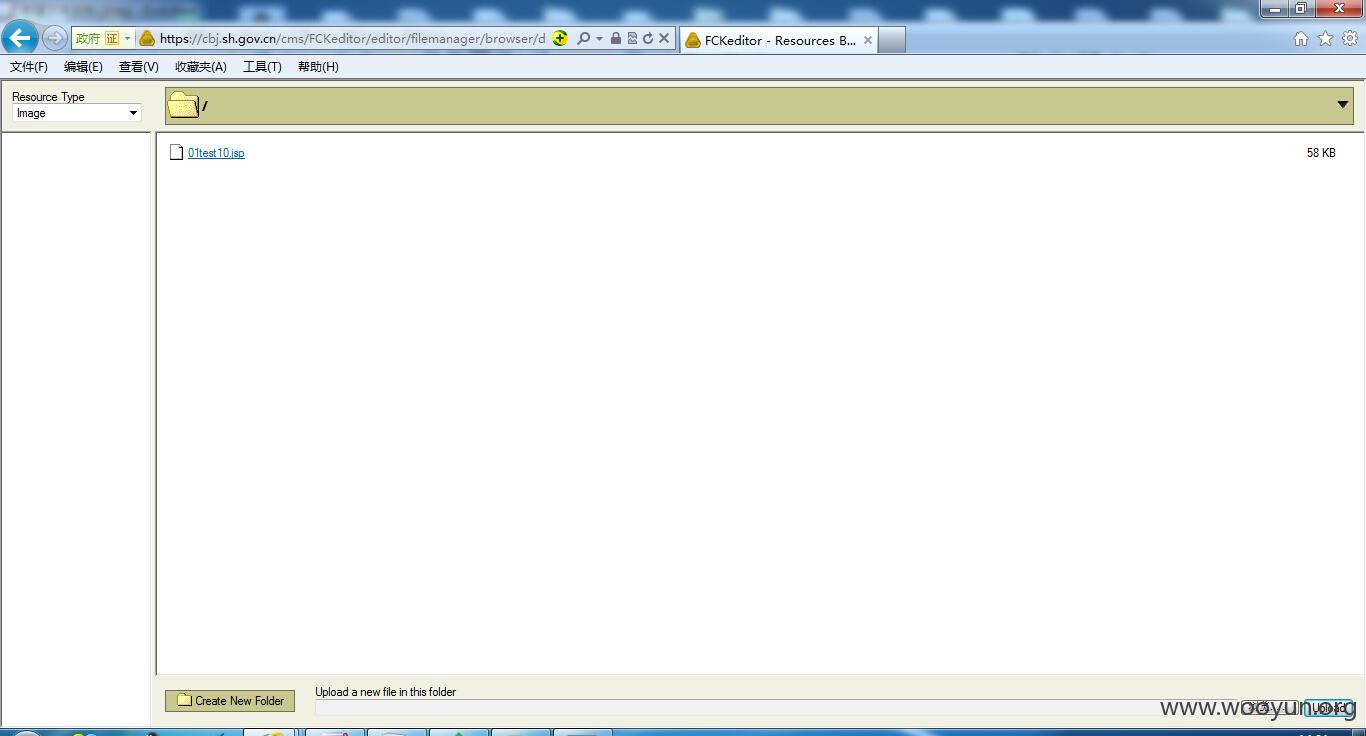 政府 证 https://cbj.sh.gov.cn/cms/FCKeditor/editor/filemanager/browser/d
FCKeditor - Resources B...
文件(F) 编辑(E) 查看(V) 收藏夹(A) 工具(T) 帮助(H)
Resource Type
Image
/
01test10.jsp 58 KB
Create New Folder
Upload a new file in this folder
Upload
www.wooyun.org